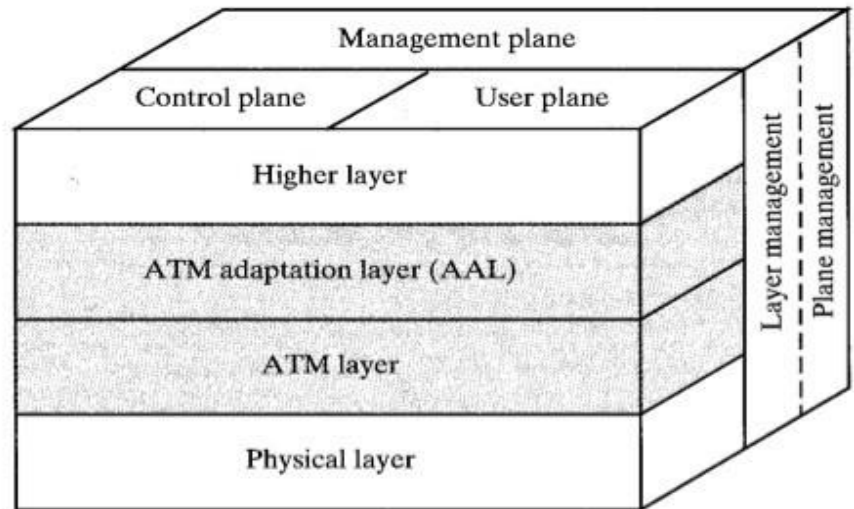 Management plane
Control plane
User plane
Higher layer
ATM adaptation layer (AAL)
ATM layer
Physical layer
Layer management
Plane management